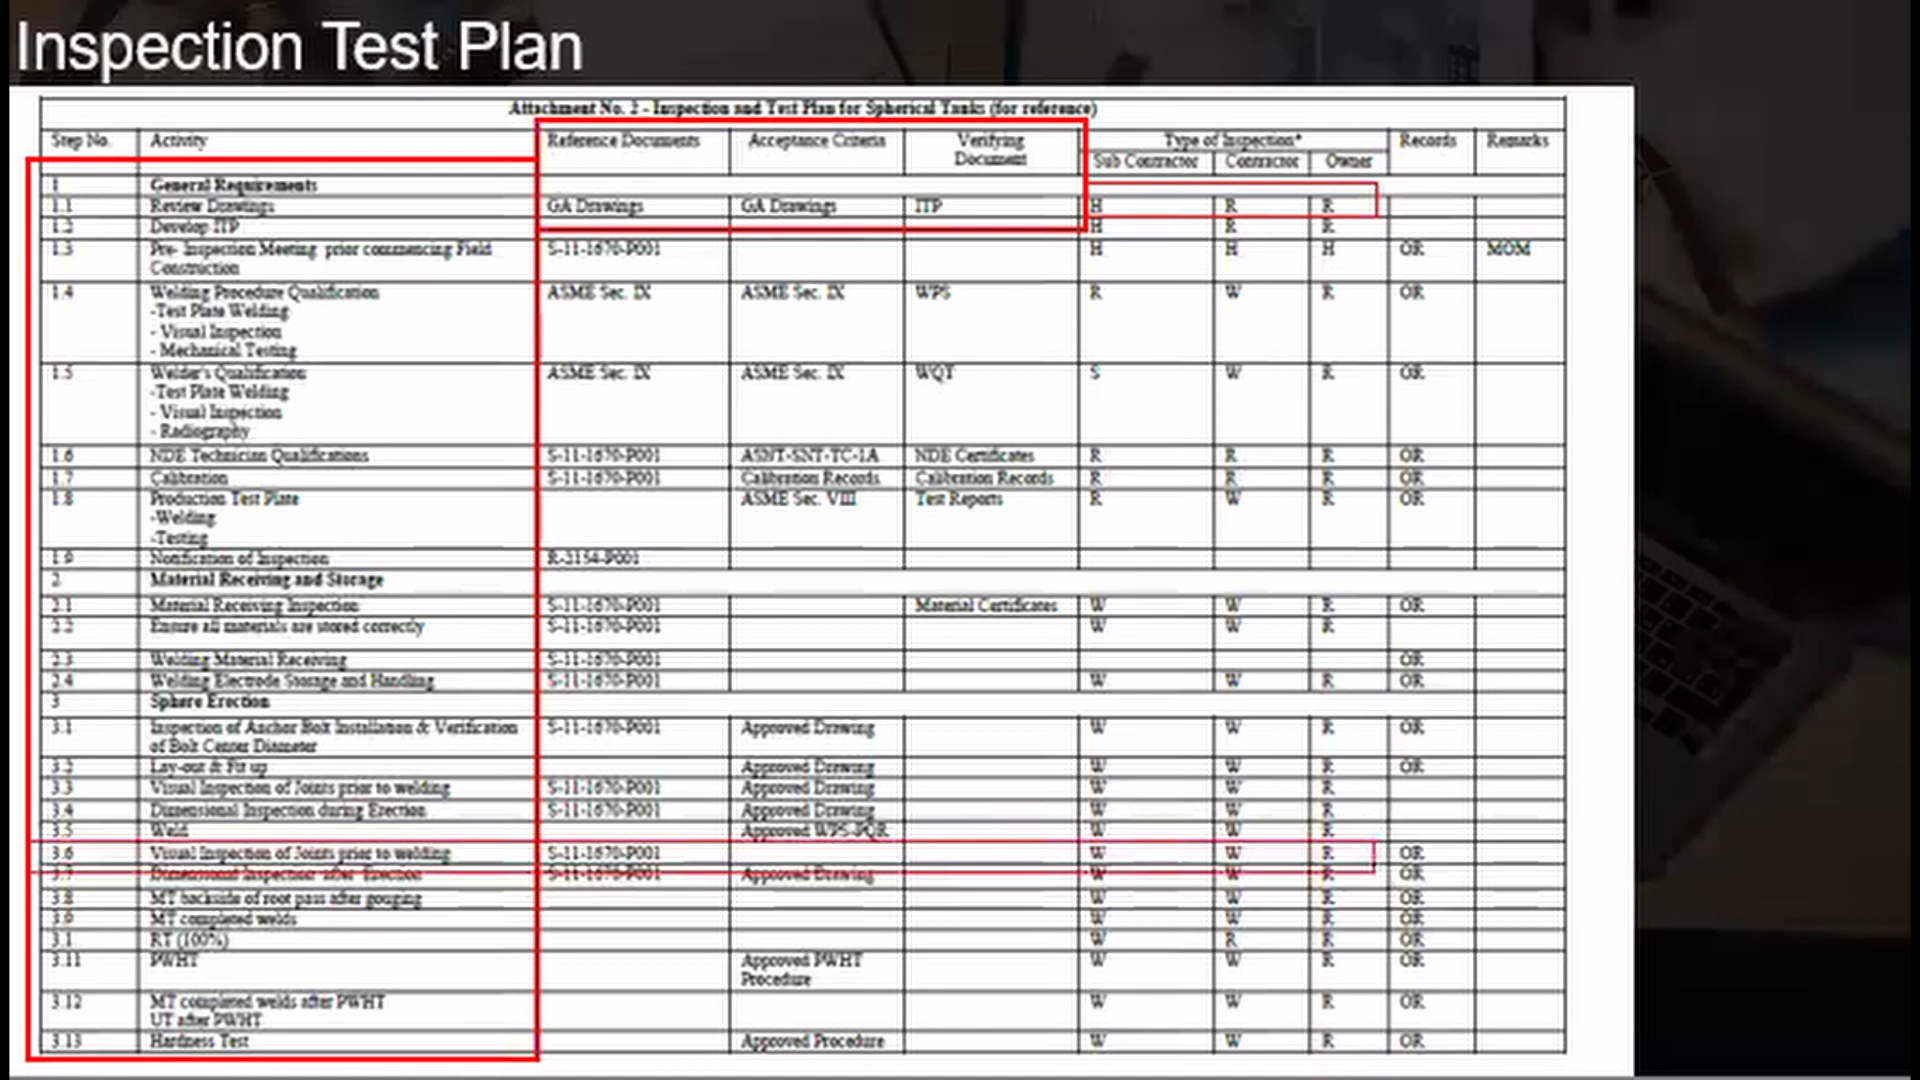 Inspection Test Plan
Attachment No. 2 - Inspection and Test Plan for Spherical Tanks (for reference)
Step No. Activity Reference Documents Acceptance Criteria Verifying Document Type of Inspection* Records Remarks
Sub Contractor Contractor Owner
1 General Requirements
1.1 Review Drawings GA Drawings GA Drawings ITP H R R
1.2 Develop ITP H R R
1.3 Pre- Inspection Meeting prior commencing Field S-11-1670-P001 H H H OR MOM
Construction
1.4 Welding Procedure Qualification ASME Sec. IX ASME Sec. IX WPS R W R OR
-Test Plate Welding
- Visual Inspection
- Mechanical Testing
1.5 Welder's Qualification ASME Sec. IX ASME Sec. IX WQT S W R OR
-Test Plate Welding
- Visual Inspection
- Radiography
1.6 NDE Technician Qualifications S-11-1670-P001 ASNT-SNT-TC-1A NDE Certificates R R R OR
1.7 Calibration S-11-1670-P001 Calibration Records Calibration Records R R R OR
1.8 Production Test Plate ASME Sec. VIII Test Reports R W R OR
-Welding
-Testing
1.9 Notification of Inspection R-2154-P001
2 Material Receiving and Storage
2.1 Material Receiving Inspection S-11-1670-P001 Material Certificates W W R OR
2.2 Ensure all materials are stored correctly S-11-1670-P001 W W R
2.3 Welding Material Receiving S-11-1670-P001 OR
2.4 Welding Electrode Storage and Handling S-11-1670-P001 W W R OR
3 Sphere Erection
3.1 Inspection of Anchor Bolt Installation & Verification S-11-1670-P001 Approved Drawing W W R OR
of Bolt Center Diameter
3.2 Lay-out & Fit up Approved Drawing W W R OR
3.3 Visual Inspection of Joints prior to welding S-11-1670-P001 Approved Drawing W W R
3.4 Dimensional Inspection during Erection S-11-1670-P001 Approved Drawing W W R
3.5 Weld Approved WPS-PQR W W R
3.6 Visual Inspection of Joints prior to welding S-11-1670-P001 W W R OR
3.7 Dimensional Inspection after Erection S-11-1670-P001 Approved Drawing W W R OR
3.8 MT backside of root pass after gouging W W R OR
3.9 MT completed welds W W R OR
3.1 RT (100%) W R R OR
3.11 PWHT Approved PWHT W W R OR
Procedure
3.12 MT completed welds after PWHT W W R OR
UT after PWHT
3.13 Hardness Test Approved Procedure W W R OR